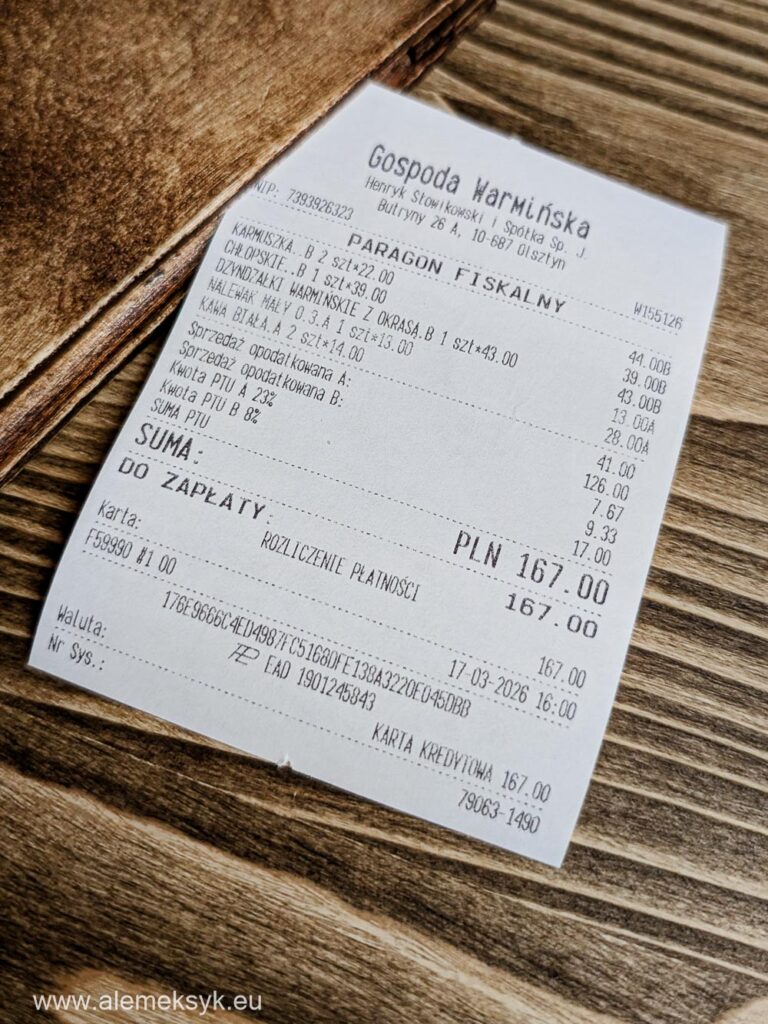 Gospoda Warmińska
Henryk Słowikowski i Spółka Sp. J.
Butryny 26 A, 10-687 Olsztyn
NIP: 7393926323 W155126
PARAGON FISKALNY
KARMUSZKA..B 2 szt*22.00 44.00B
CHŁOPSKIE..B 1 szt*39.00 39.00B
DZYNDZAŁKI WARMIŃSKIE Z OKRASĄ.B 1 szt*43.00 43.00B
NALEWAK MAŁY 0.3.A 1 szt*13.00 13.00A
KAWA BIAŁA.A 2 szt*14.00 28.00A
Sprzedaż opodatkowana A: 41.00
Sprzedaż opodatkowana B: 126.00
Kwota PTU A 23% 7.67
Kwota PTU B 8% 9.33
SUMA PTU 17.00
SUMA: PLN 167.00
DO ZAPŁATY: 167.00
ROZLICZENIE PŁATNOŚCI
Karta: 167.00
F59990 #1 00 17-03-2026 16:00
176E9666C4ED4987FC5168DFE138A3220E045DBB
EAD 1901245843
Waluta: KARTA KREDYTOWA 167.00
Nr Sys.: 79063-1490
www.alemeksyk.eu